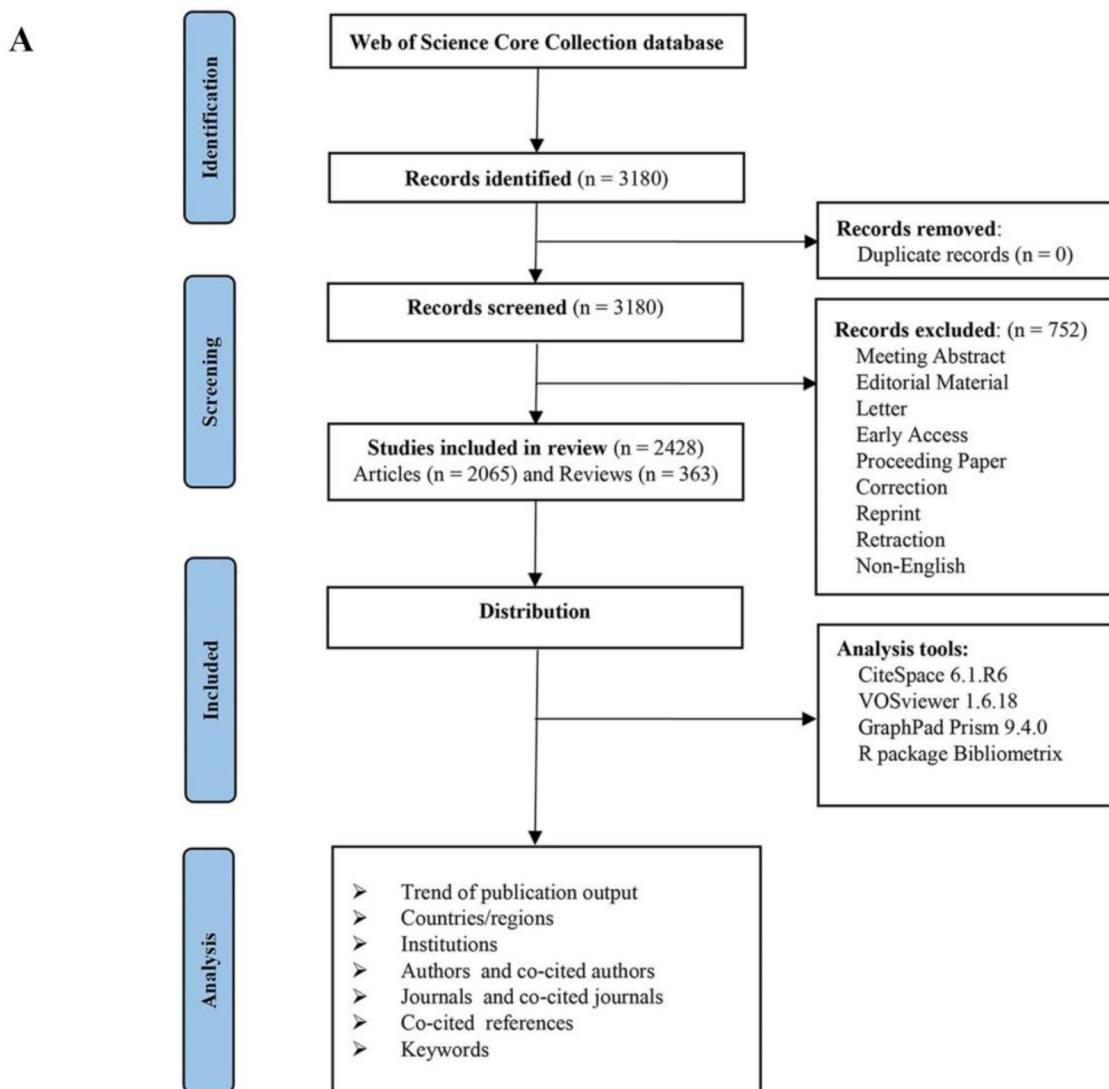 A
Identification
Web of Science Core Collection database
Records identified (n = 3180)
Records removed:
Duplicate records (n = 0)
Screening
Records screened (n = 3180)
Records excluded: (n = 752)
Meeting Abstract
Editorial Material
Letter
Early Access
Proceeding Paper
Correction
Reprint
Retraction
Non-English
Studies included in review (n = 2428)
Articles (n = 2065) and Reviews (n = 363)
Included
Distribution
Analysis tools:
CiteSpace 6.1.R6
VOSviewer 1.6.18
GraphPad Prism 9.4.0
R package Bibliometrix
Analysis
➢ Trend of publication output
➢ Countries/regions
➢ Institutions
➢ Authors and co-cited authors
➢ Journals and co-cited journals
➢ Co-cited references
➢ Keywords